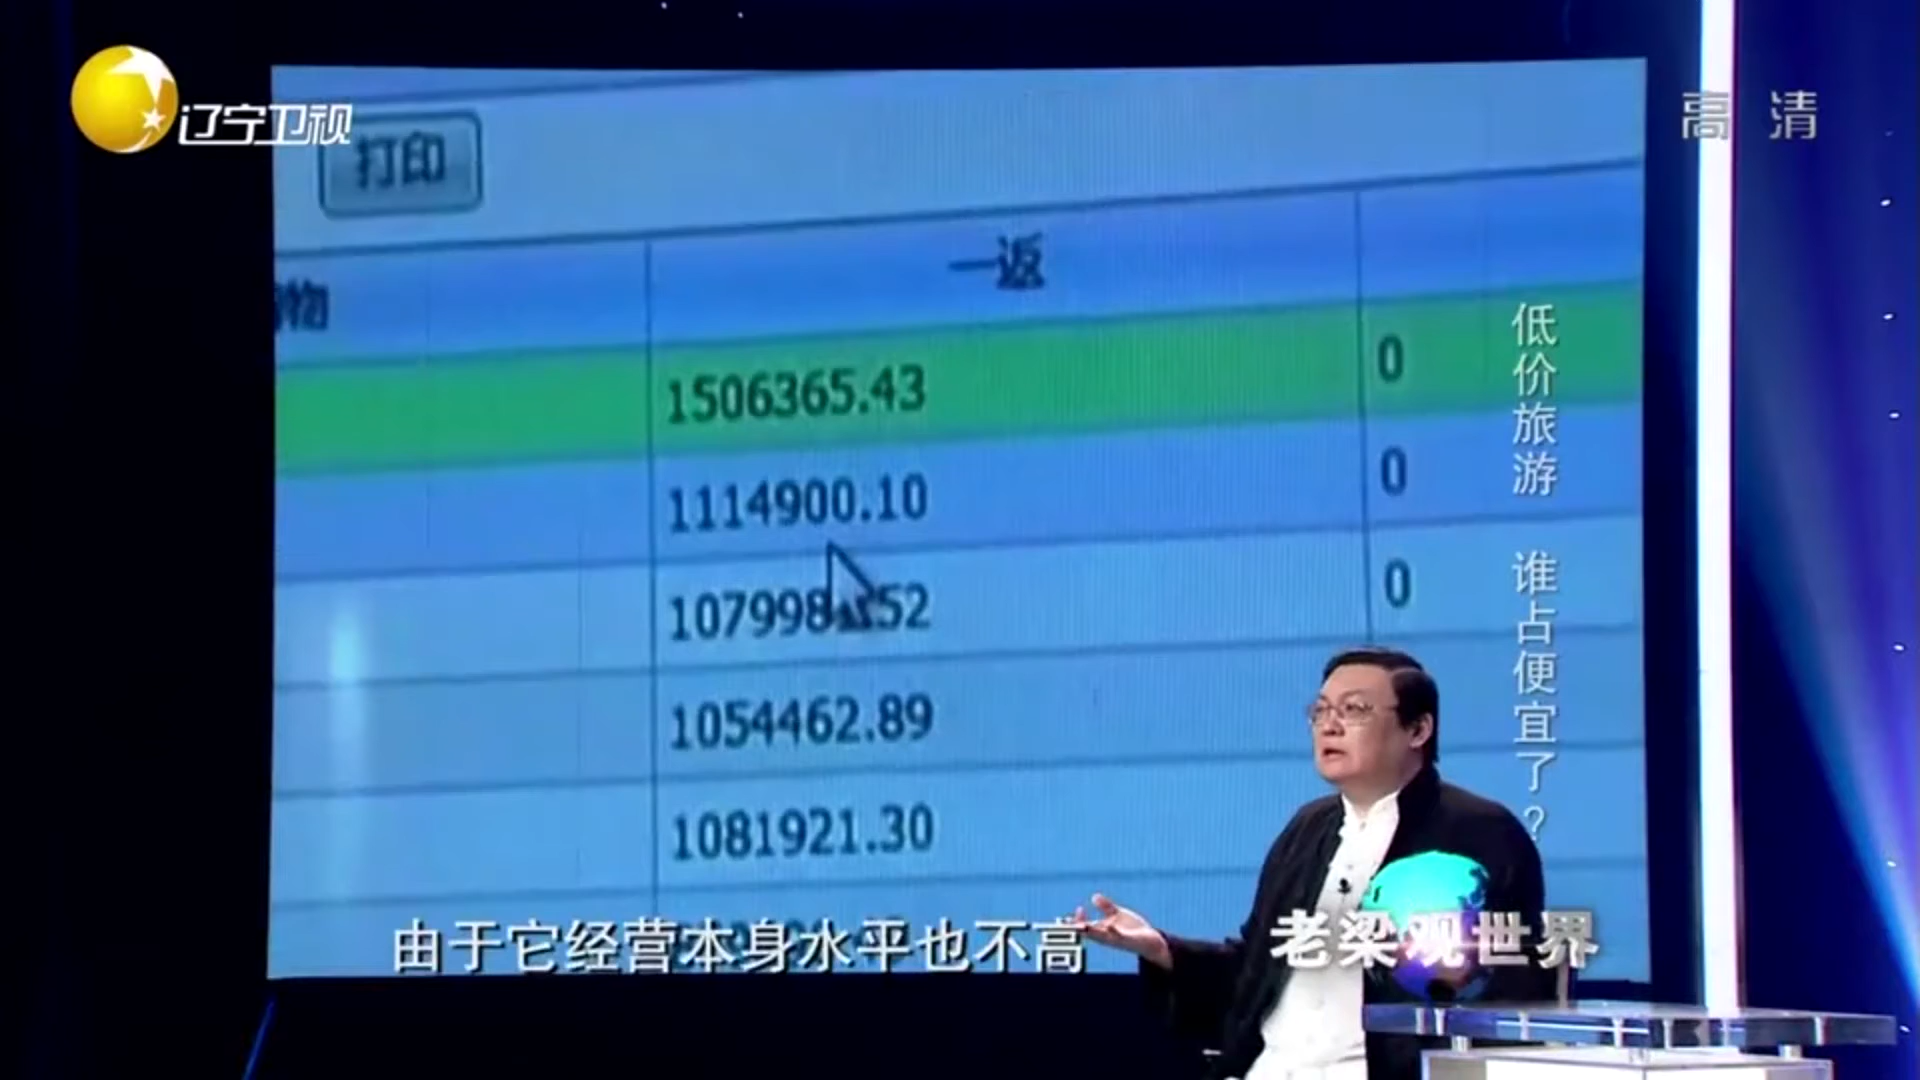 辽宁卫视
高清
打印
物
一返
1506365.43
0
1114900.10
0
0
1054462.89
1081921.30
低价旅游 谁占便宜了？
由于它经营本身水平也不高
老梁观世界